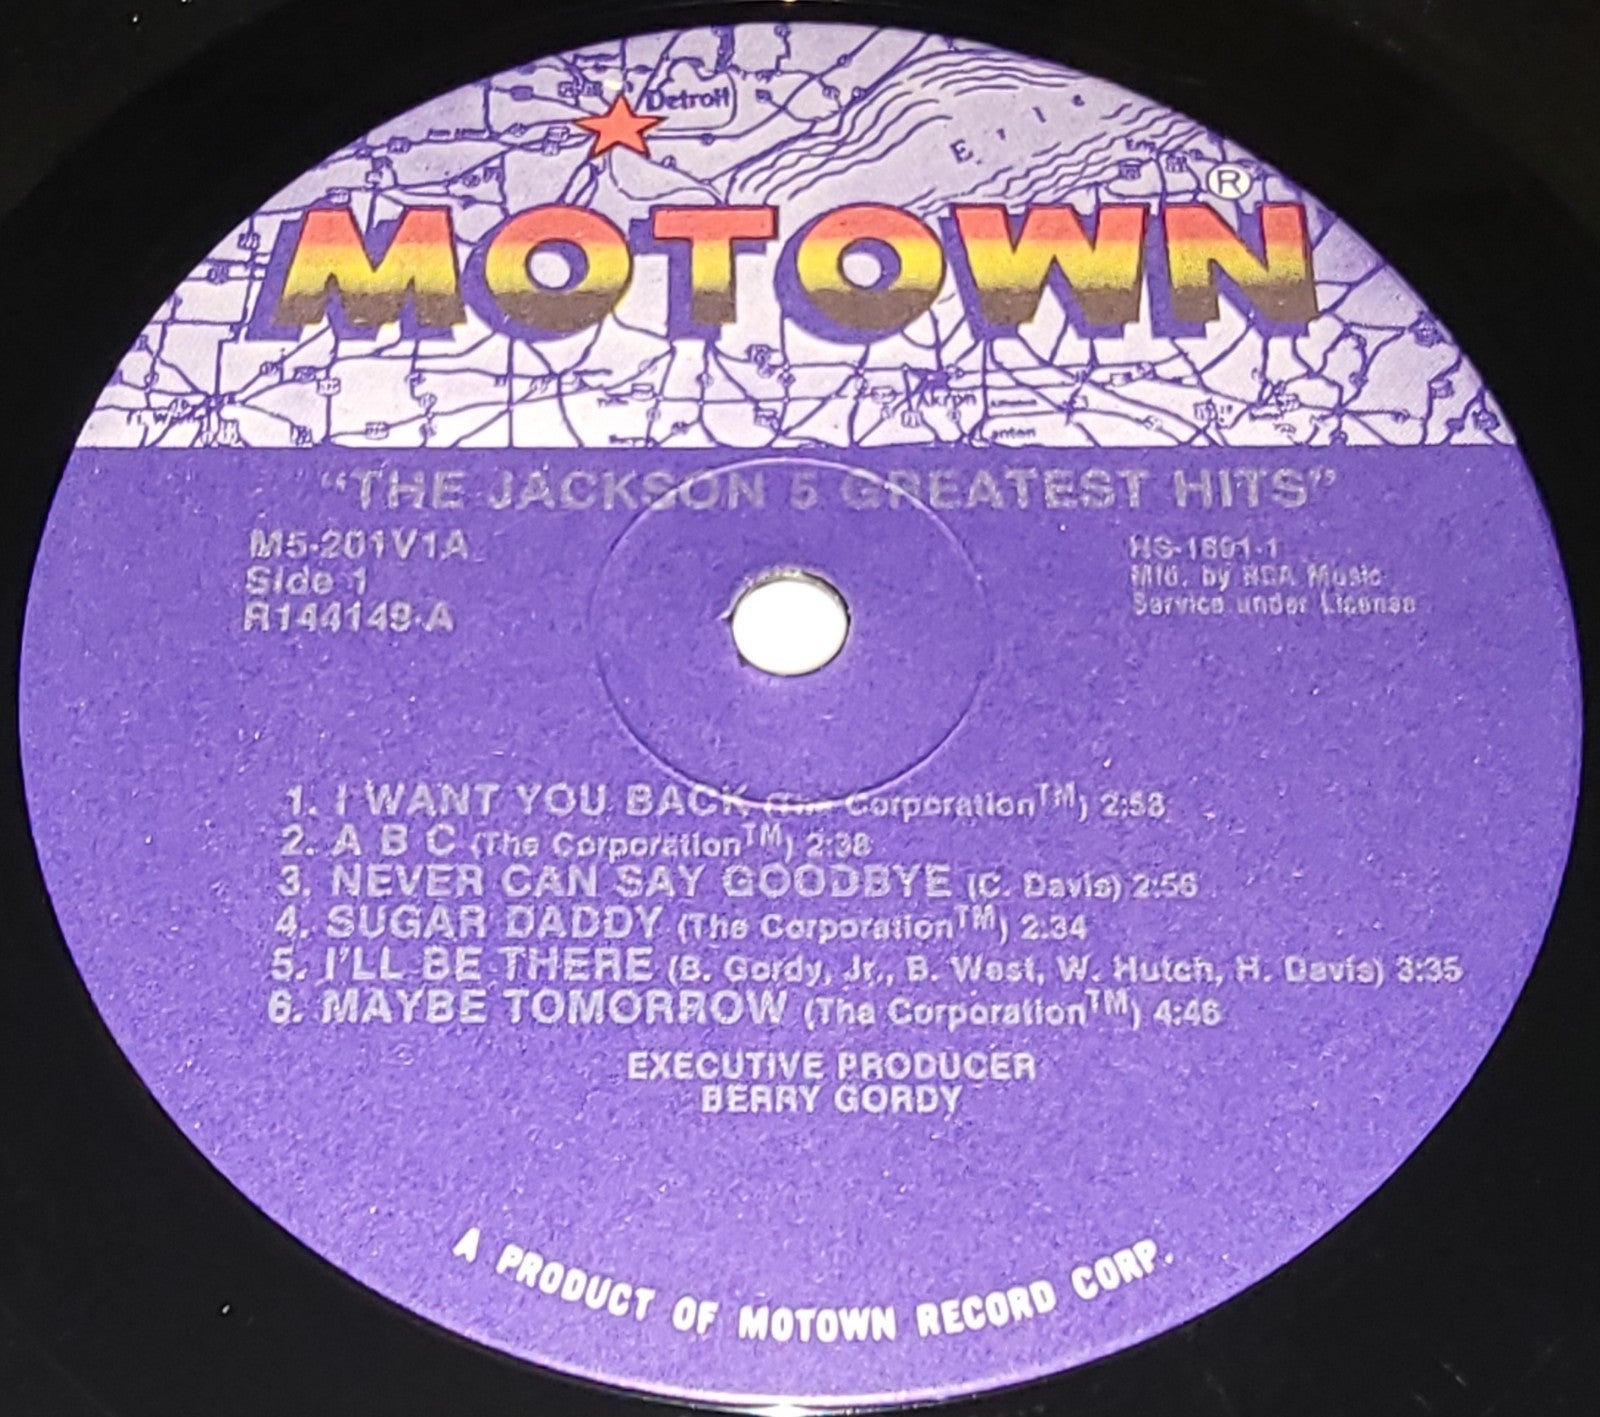 Detroit
Erie
MOTOWN®
Akron
Canton
"THE JACKSON 5 GREATEST HITS"
M5-201V1A
Side 1
R144149-A
HS-1691-1
Mfd. by RCA Music
Service under License
1. I WANT YOU BACK (The Corporation™) 2:58
2. A B C (The Corporation™) 2:38
3. NEVER CAN SAY GOODBYE (C. Davis) 2:56
4. SUGAR DADDY (The Corporation™) 2:34
5. I'LL BE THERE (B. Gordy, Jr., B. West, W. Hutch, H. Davis) 3:35
6. MAYBE TOMORROW (The Corporation™) 4:46
EXECUTIVE PRODUCER
BERRY GORDY
A PRODUCT OF MOTOWN RECORD CORP.